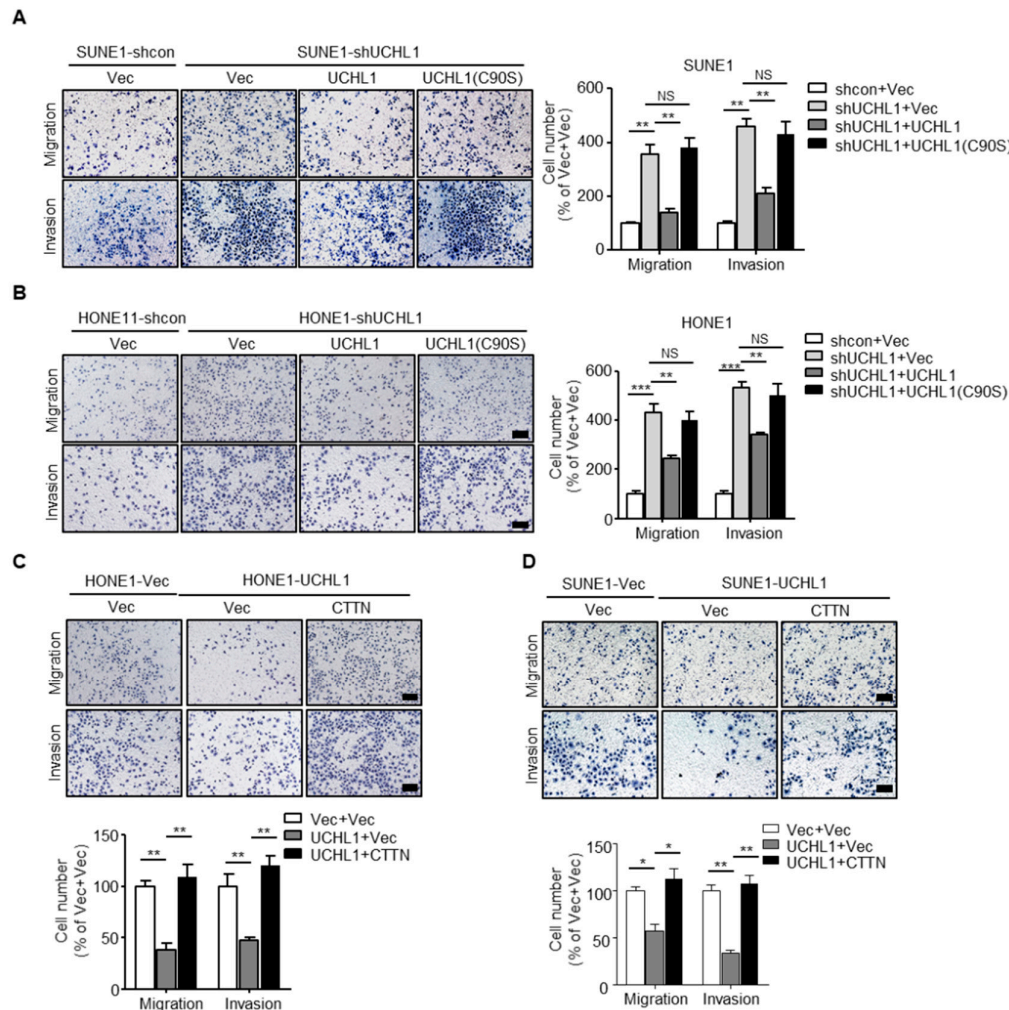 A
SUNE1-shcon SUNE1-shUCHL1
Vec Vec UCHL1 UCHL1(C90S)
Migration
Invasion
SUNE1
Cell number
(% of Vec+Vec)
600
400
200
0
** ** NS ** ** NS
Migration Invasion
shcon+Vec
shUCHL1+Vec
shUCHL1+UCHL1
shUCHL1+UCHL1(C90S)
B
HONE11-shcon HONE1-shUCHL1
Vec Vec UCHL1 UCHL1(C90S)
Migration
Invasion
HONE1
Cell number
(% of Vec+Vec)
600
400
200
0
*** ** NS *** ** NS
Migration Invasion
shcon+Vec
shUCHL1+Vec
shUCHL1+UCHL1
shUCHL1+UCHL1(C90S)
C
HONE1-Vec HONE1-UCHL1
Vec Vec CTTN
Migration
Invasion
Cell number
(% of Vec+Vec)
150
100
50
0
** ** ** **
Migration Invasion
Vec+Vec
UCHL1+Vec
UCHL1+CTTN
D
SUNE1-Vec SUNE1-UCHL1
Vec Vec CTTN
Migration
Invasion
Cell number
(% of Vec+Vec)
150
100
50
0
* * ** **
Migration Invasion
Vec+Vec
UCHL1+Vec
UCHL1+CTTN